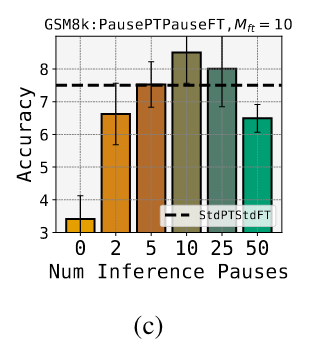 GSM8k:PausePTPauseFT, M_ft = 10
8
7
6
5
4
3
Accuracy
StdPTStdFT
0 2 5 10 25 50
Num Inference Pauses
(c)